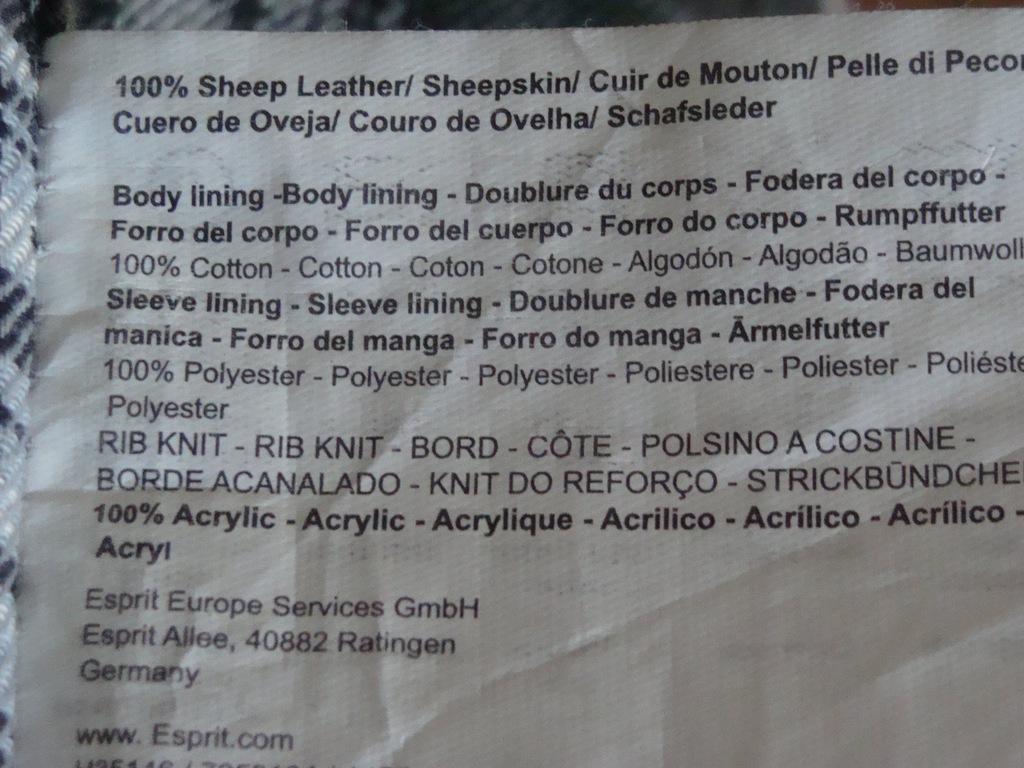 100% Sheep Leather/ Sheepskin/ Cuir de Mouton/ Pelle di
Cuero de Oveja/ Couro de Ovelha/ Schafsleder
Body lining -Body lining - Doublure du corps - Fodera del corpo -
Forro del corpo - Forro del cuerpo - Forro do corpo - Rumpffutter
100% Cotton - Cotton - Coton - Cotone - Algodón - Algodão -
Sleeve lining - Sleeve lining - Doublure de manche - Fodera del
manica - Forro del manga - Forro do manga - Ärmelfutter
100% Polyester - Polyester - Polyester - Poliestere - Poliester -
Polyester
RIB KNIT - RIB KNIT - BORD - CÔTE - POLSINO A COSTINE -
BORDE ACANALADO - KNIT DO REFORÇO -
100% Acrylic - Acrylic - Acrylique - Acrilico - Acrílico - Acrílico -
Acryl
Esprit Europe Services GmbH
Esprit Allee, 40882 Ratingen
Germany
www. Esprit.com